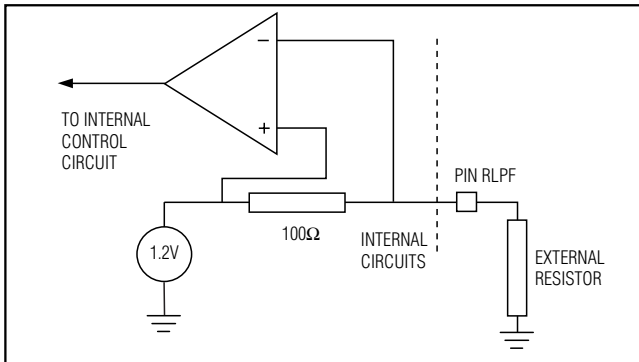 −
+
TO INTERNAL
CONTROL
CIRCUIT
PIN RLPF
100Ω
INTERNAL
CIRCUITS
1.2V
EXTERNAL
RESISTOR